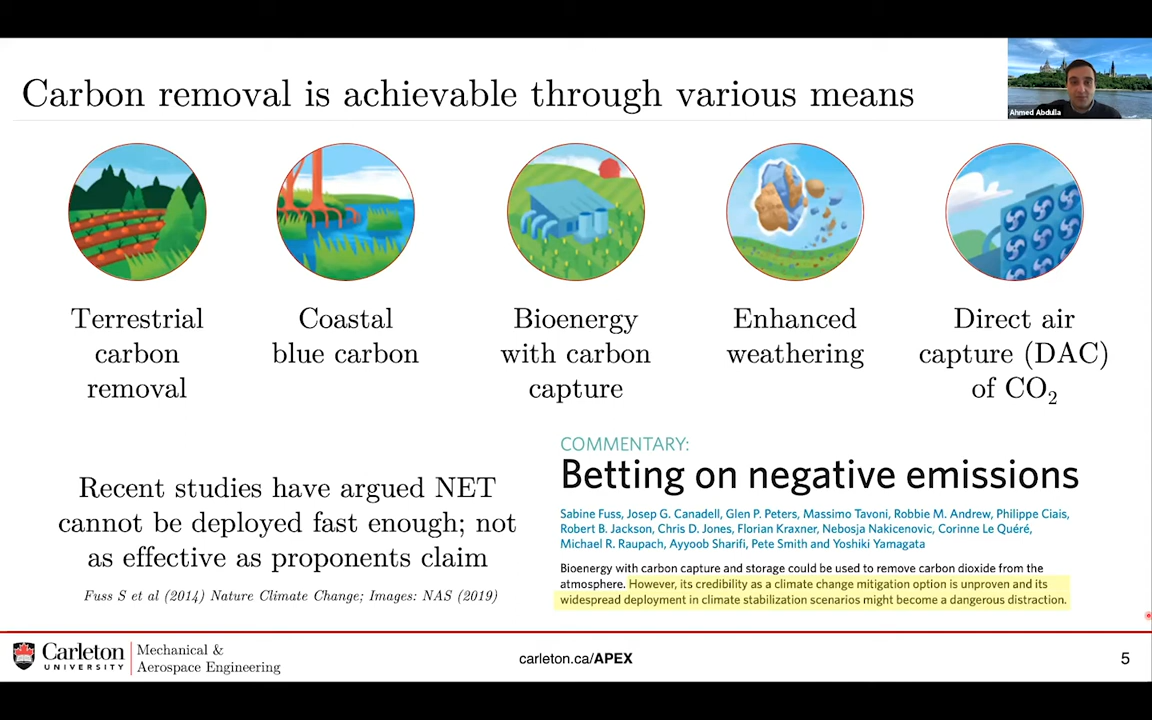 Carbon removal is achievable through various means
Ahmed Abdulla
Terrestrial
carbon
removal
Coastal
blue carbon
Bioenergy
with carbon
capture
Enhanced
weathering
Direct air
capture (DAC)
of CO₂
Recent studies have argued NET
cannot be deployed fast enough; not
as effective as proponents claim
Fuss S et al (2014) Nature Climate Change; Images: NAS (2019)
COMMENTARY:
Betting on negative emissions
Sabine Fuss, Josep G. Canadell, Glen P. Peters, Massimo Tavoni, Robbie M. Andrew, Philippe Ciais,
Robert B. Jackson, Chris D. Jones, Florian Kraxner, Nebosja Nakicenovic, Corinne Le Quéré,
Michael R. Raupach, Ayyoob Sharifi, Pete Smith and Yoshiki Yamagata
Bioenergy with carbon capture and storage could be used to remove carbon dioxide from the
atmosphere. However, its credibility as a climate change mitigation option is unproven and its
widespread deployment in climate stabilization scenarios might become a dangerous distraction.
Carleton
UNIVERSITY
Mechanical &
Aerospace Engineering
carleton.ca/APEX
5